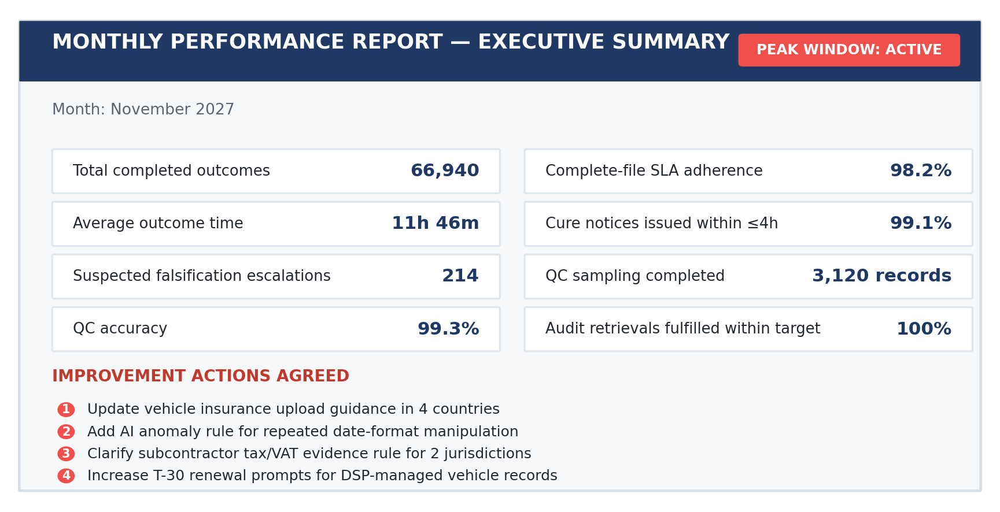 MONTHLY PERFORMANCE REPORT — EXECUTIVE SUMMARY
PEAK WINDOW: ACTIVE
Month: November 2027
Total completed outcomes 66,940
Complete-file SLA adherence 98.2%
Average outcome time 11h 46m
Cure notices issued within ≤4h 99.1%
Suspected falsification escalations 214
QC sampling completed 3,120 records
QC accuracy 99.3%
Audit retrievals fulfilled within target 100%
IMPROVEMENT ACTIONS AGREED
1 Update vehicle insurance upload guidance in 4 countries
2 Add AI anomaly rule for repeated date-format manipulation
3 Clarify subcontractor tax/VAT evidence rule for 2 jurisdictions
4 Increase T-30 renewal prompts for DSP-managed vehicle records